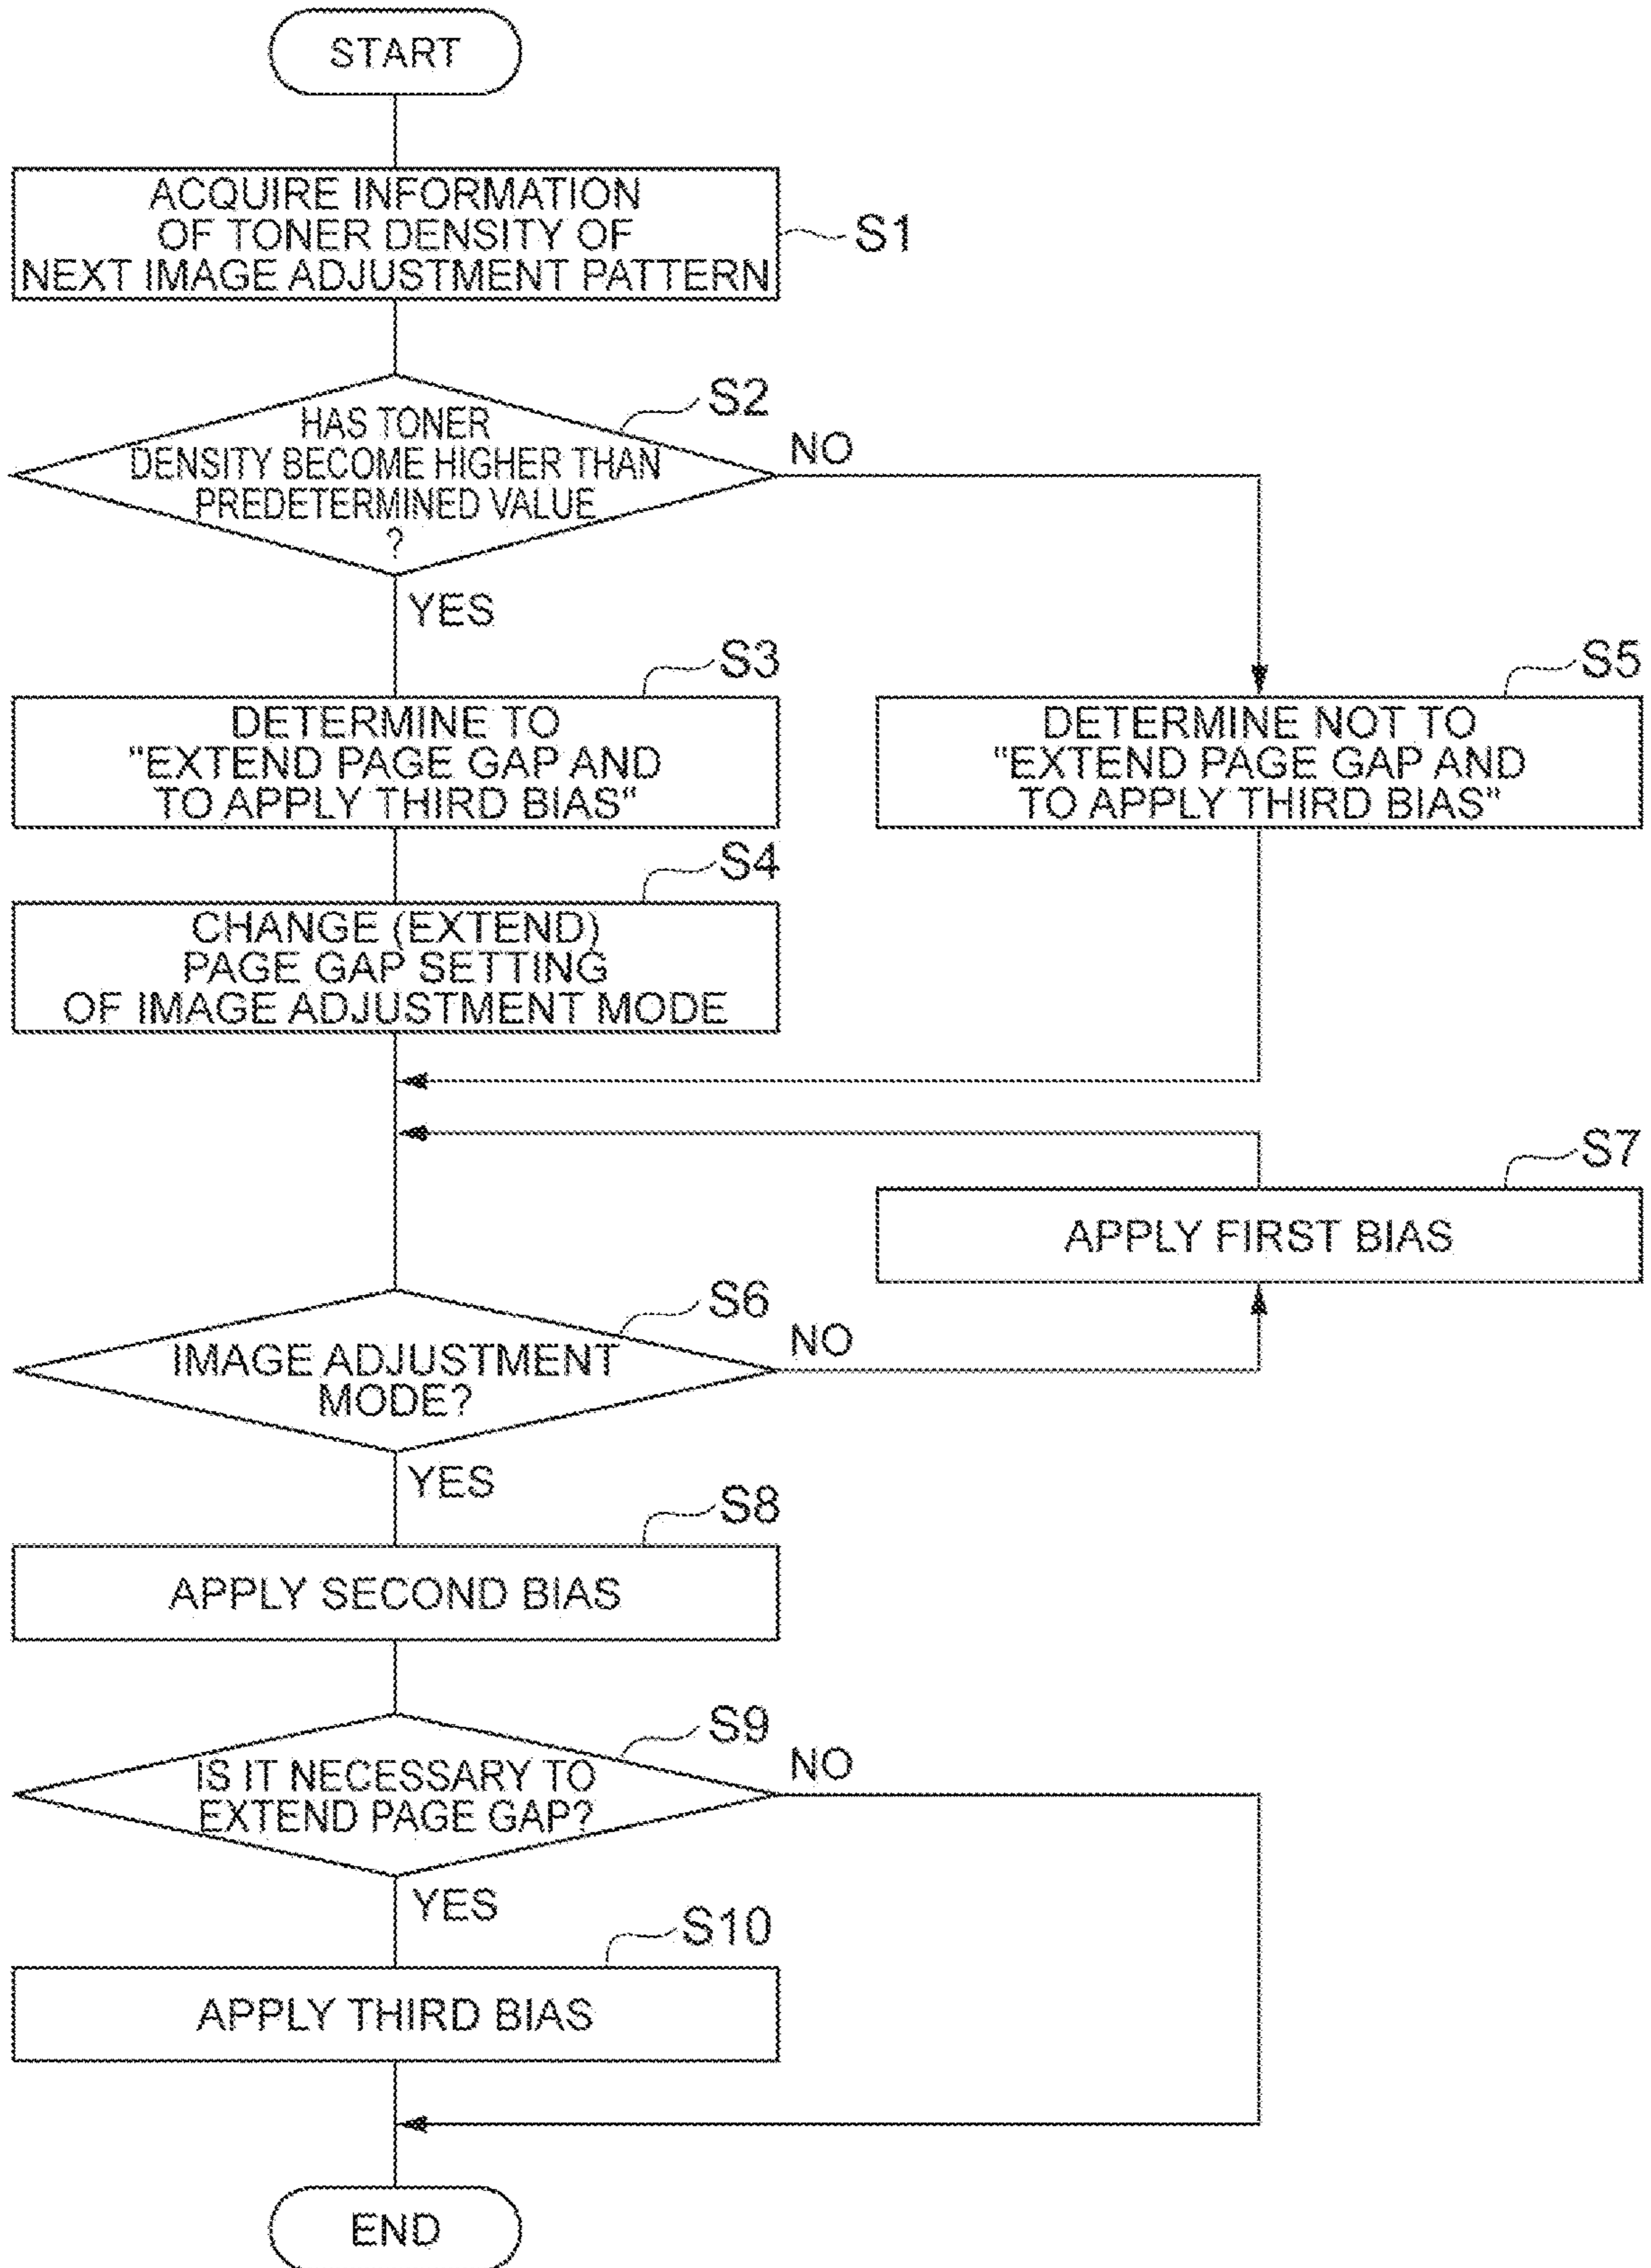 START
ACQUIRE INFORMATION
OF TONER DENSITY OF
NEXT IMAGE ADJUSTMENT PATTERN
S1
S2
HAS TONER
DENSITY BECOME HIGHER THAN
PREDETERMINED VALUE
?
NO
YES
S3
DETERMINE TO
"EXTEND PAGE GAP AND
TO APPLY THIRD BIAS"
S5
DETERMINE NOT TO
"EXTEND PAGE GAP AND
TO APPLY THIRD BIAS"
S4
CHANGE (EXTEND)
PAGE GAP SETTING
OF IMAGE ADJUSTMENT MODE
S7
APPLY FIRST BIAS
S6
IMAGE ADJUSTMENT
MODE?
NO
YES
S8
APPLY SECOND BIAS
S9
IS IT NECESSARY TO
EXTEND PAGE GAP?
NO
YES
S10
APPLY THIRD BIAS
END